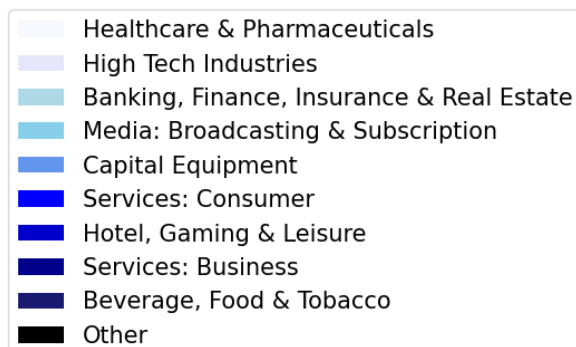 Healthcare & Pharmaceuticals
High Tech Industries
Banking, Finance, Insurance & Real Estate
Media: Broadcasting & Subscription
Capital Equipment
Services: Consumer
Hotel, Gaming & Leisure
Services: Business
Beverage, Food & Tobacco
Other